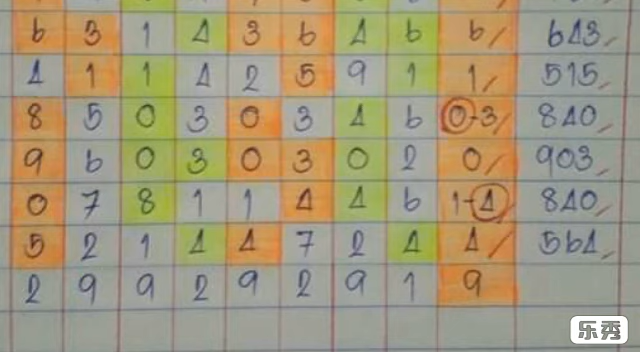 6 3 1 4 3 6 4 6 6/ 643/
4 1 1 4 2 5 9 1 1/ 515/
8 5 0 3 0 3 4 6 0-3/ 840/
9 6 0 3 0 3 0 2 0/ 903/
0 7 8 1 1 4 4 6 1-4/ 840/
5 2 1 4 4 7 2 4 4/ 564/
2 9 9 2 9 2 9 1 9
乐秀